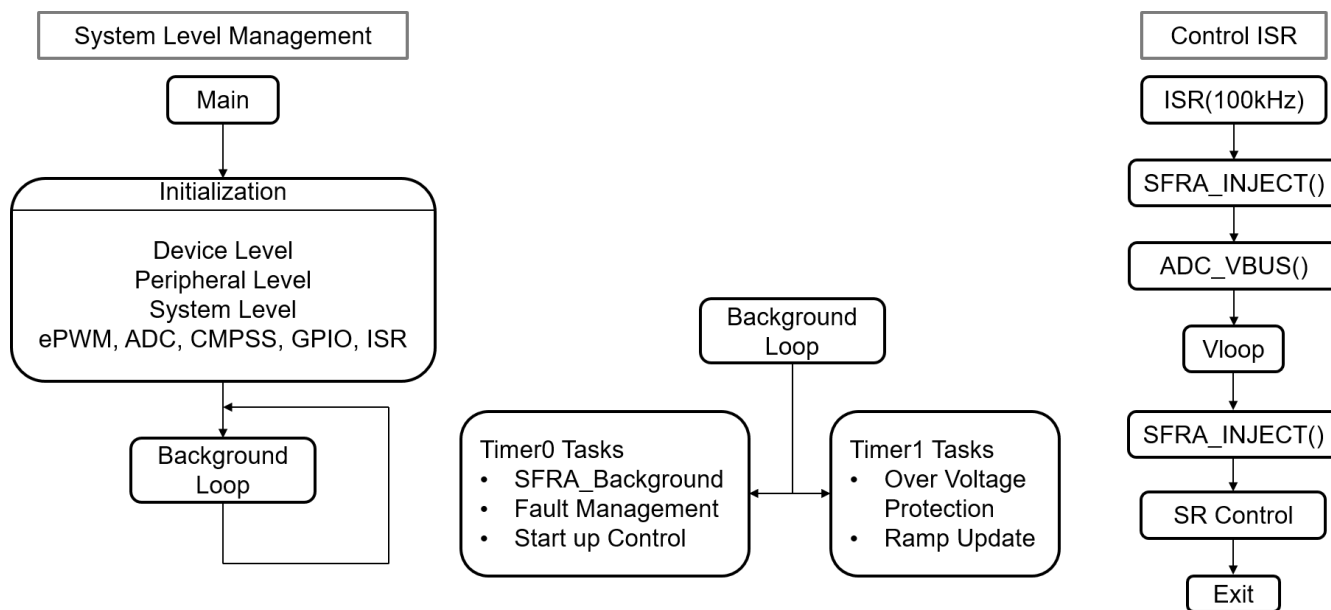 System Level Management
Main
Initialization
Device Level
Peripheral Level
System Level
ePWM, ADC, CMPSS, GPIO, ISR
Background
Loop
Background
Loop
Timer0 Tasks
• SFRA_Background
• Fault Management
• Start up Control
Timer1 Tasks
• Over Voltage
Protection
• Ramp Update
Control ISR
ISR(100kHz)
SFRA_INJECT()
ADC_VBUS()
Vloop
SFRA_INJECT()
SR Control
Exit